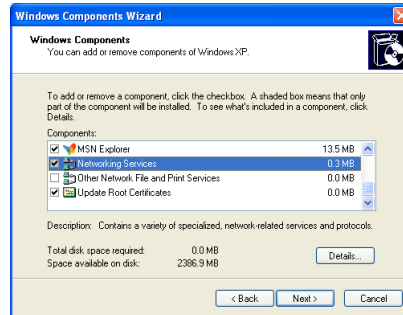 Windows Components Wizard
Windows Components
You can add or remove components of Windows XP.
To add or remove a component, click the checkbox. A shaded box means that only
part of the component will be installed. To see what's included in a component, click
Details.
Components:
MSN Explorer 13.5 MB
Networking Services 0.3 MB
Other Network File and Print Services 0.0 MB
Update Root Certificates 0.0 MB
Description: Contains a variety of specialized, network-related services and protocols.
Total disk space required: 0.0 MB
Space available on disk: 2386.9 MB
Details...
< Back Next > Cancel